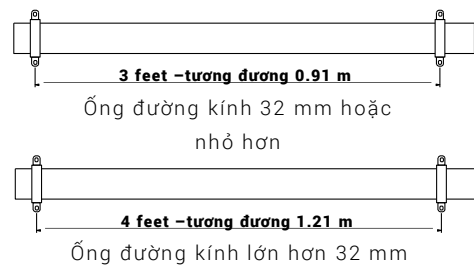 3 feet –tương đương 0.91 m
Ống đường kính 32 mm hoặc
nhỏ hơn
4 feet –tương đương 1.21 m
Ống đường kính lớn hơn 32 mm